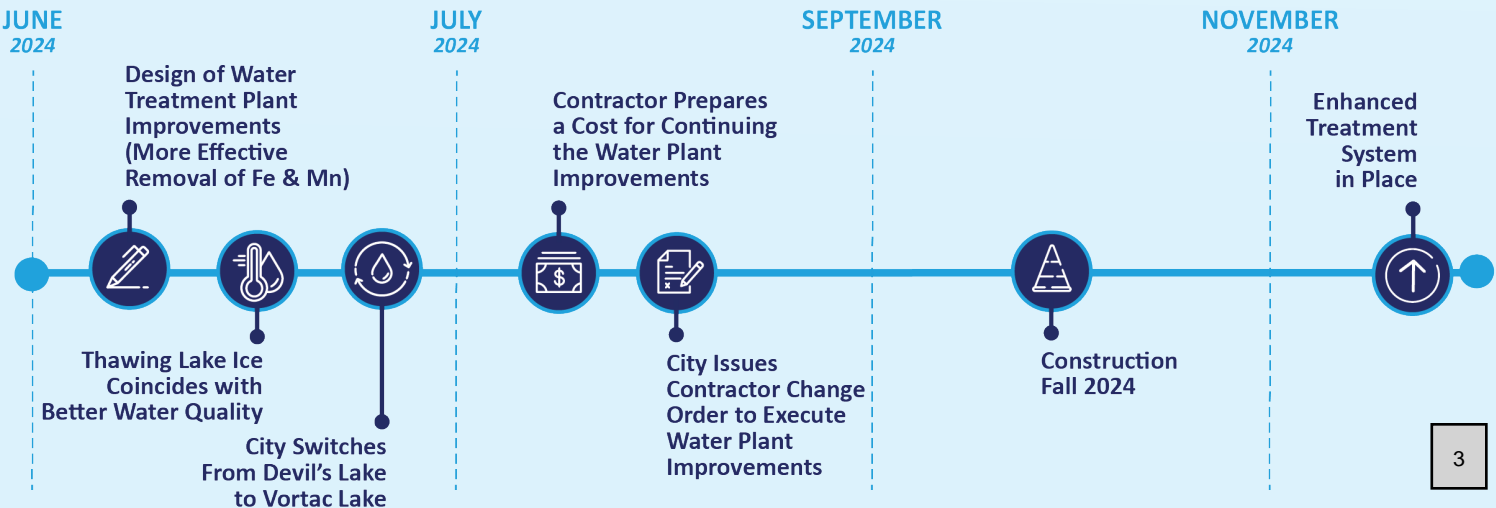 JUNE
2024
JULY
2024
SEPTEMBER
2024
NOVEMBER
2024
Design of Water
Treatment Plant
Improvements
(More Effective
Removal of Fe & Mn)
Thawing Lake Ice
Coincides with
Better Water Quality
City Switches
From Devil’s Lake
to Vortac Lake
Contractor Prepares
a Cost for Continuing
the Water Plant
Improvements
$
City Issues
Contractor Change
Order to Execute
Water Plant
Improvements
Construction
Fall 2024
Enhanced
Treatment
System
in Place
3